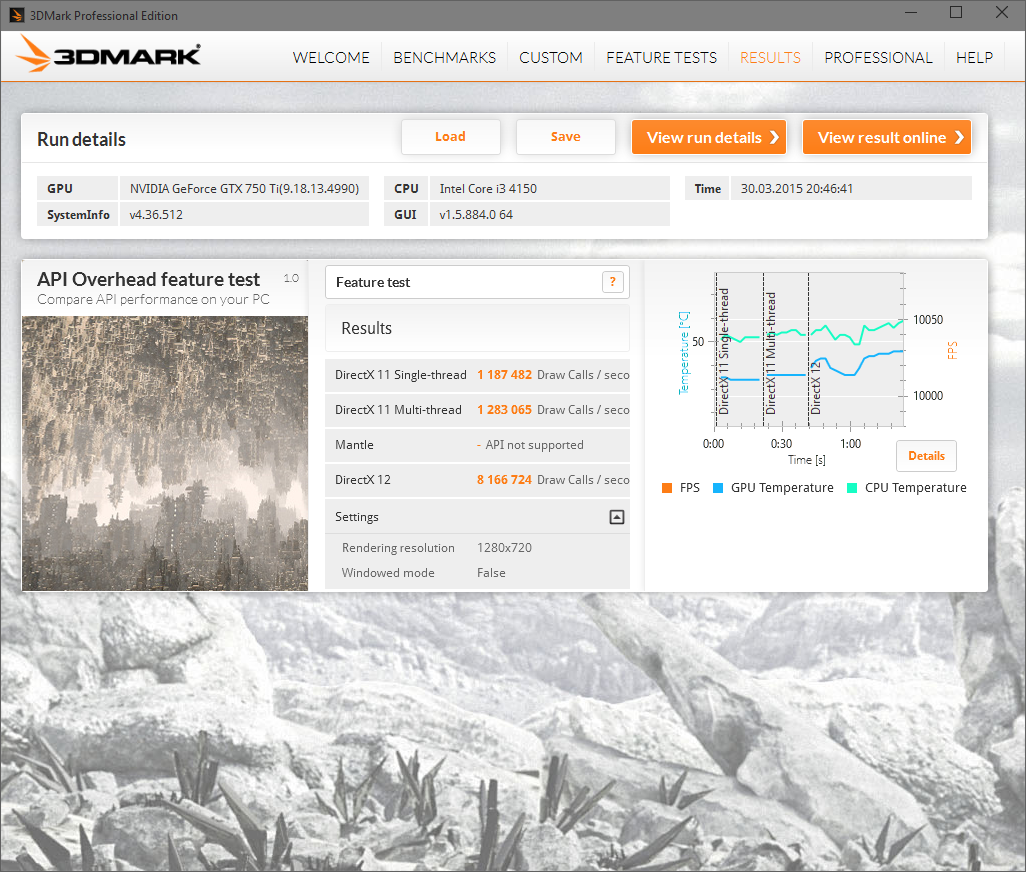 3DMark Professional Edition
3DMARK
WELCOME BENCHMARKS CUSTOM FEATURE TESTS RESULTS PROFESSIONAL HELP
Run details
Load
Save
View run details
View result online
GPU NVIDIA GeForce GTX 750 Ti(9.18.13.4990)
SystemInfo v4.36.512
CPU Intel Core i3 4150
GUI v1.5.884.0 64
Time 30.03.2015 20:46:41
API Overhead feature test 1.0
Compare API performance on your PC
Feature test ?
Results
DirectX 11 Single-thread 1 187 482 Draw Calls / seco
DirectX 11 Multi-thread 1 283 065 Draw Calls / seco
Mantle - API not supported
DirectX 12 8 166 724 Draw Calls / seco
Settings
Rendering resolution 1280x720
Windowed mode False
Temperature [°C]
50
DirectX 11 Single-thread
DirectX 11 Multi-thread
DirectX 12
10050
10000
FPS
0:00 0:30 1:00
Time [s]
Details
FPS GPU Temperature CPU Temperature